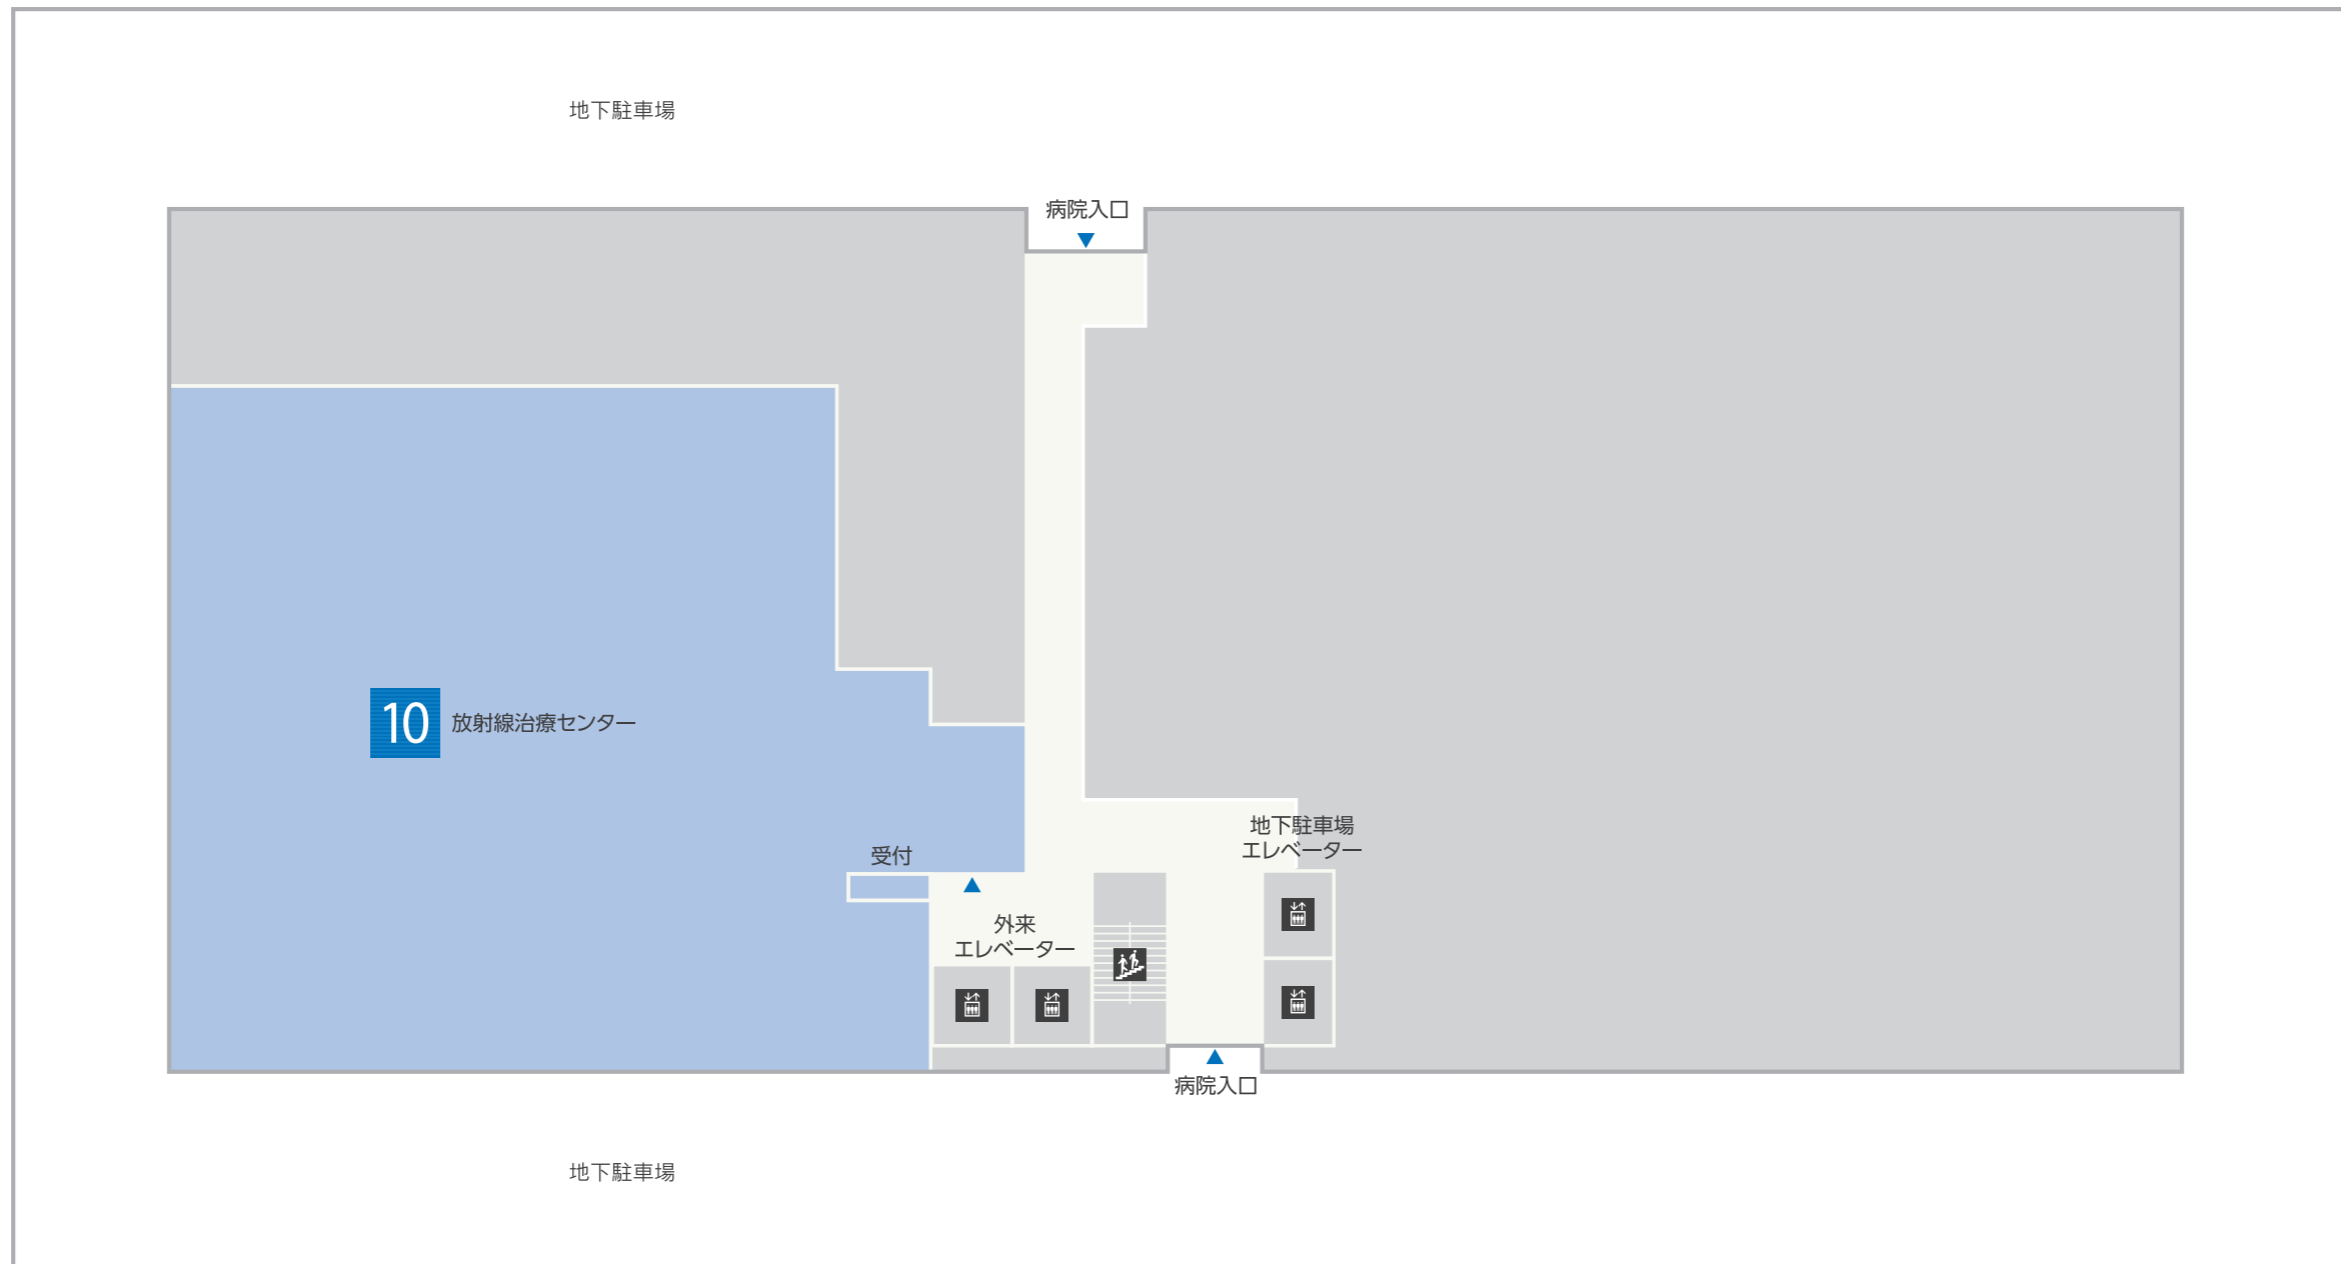 地下駐車場
病院入口
10 放射線治療センター
地下駐車場
エレベーター
受付
外来
エレベーター
病院入口
地下駐車場